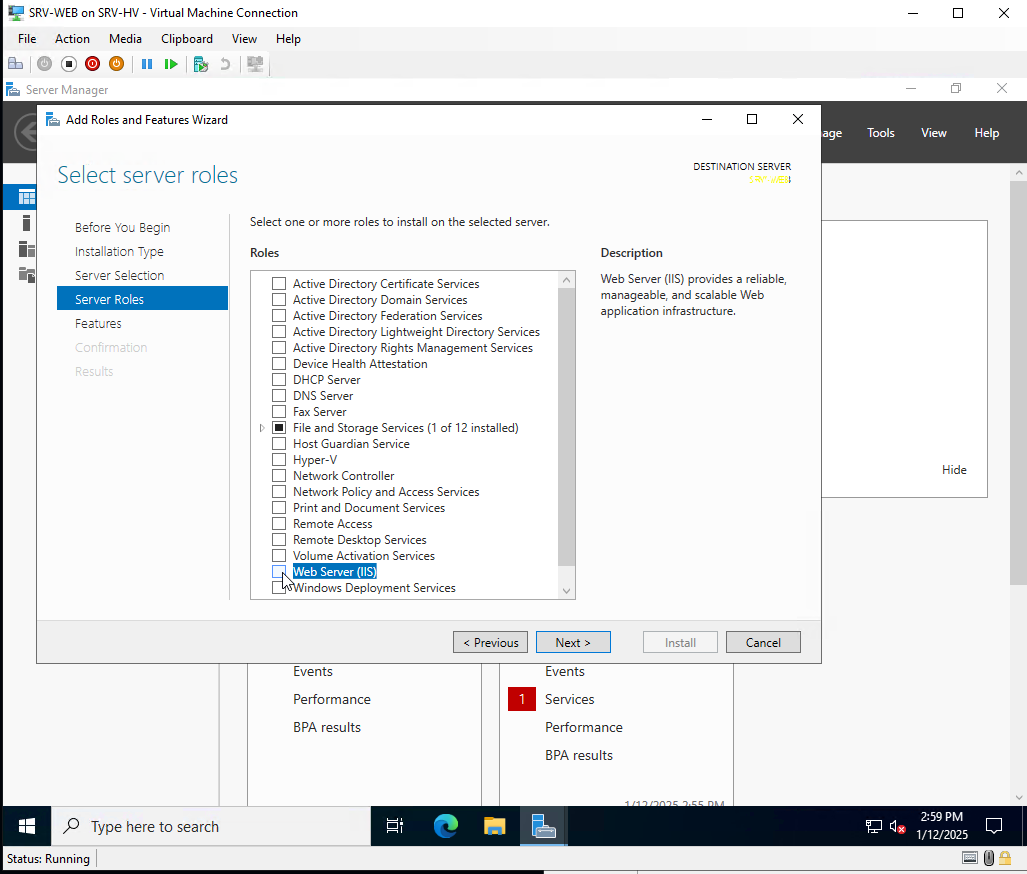 SRV-WEB on SRV-HV - Virtual Machine Connection
File Action Media Clipboard View Help
Server Manager
Add Roles and Features Wizard
Tools View Help
Select server roles
DESTINATION SERVER
SRV-WEB
Before You Begin
Installation Type
Server Selection
Server Roles
Features
Confirmation
Results
Select one or more roles to install on the selected server.
Roles
Active Directory Certificate Services
Active Directory Domain Services
Active Directory Federation Services
Active Directory Lightweight Directory Services
Active Directory Rights Management Services
Device Health Attestation
DHCP Server
DNS Server
Fax Server
File and Storage Services (1 of 12 installed)
Host Guardian Service
Hyper-V
Network Controller
Network Policy and Access Services
Print and Document Services
Remote Access
Remote Desktop Services
Volume Activation Services
Web Server (IIS)
Windows Deployment Services
Description
Web Server (IIS) provides a reliable,
manageable, and scalable Web
application infrastructure.
Hide
< Previous Next > Install Cancel
Events
Performance
BPA results
Events
1 Services
Performance
BPA results
1/12/2025 2:55 PM
Type here to search
2:59 PM
1/12/2025
Status: Running